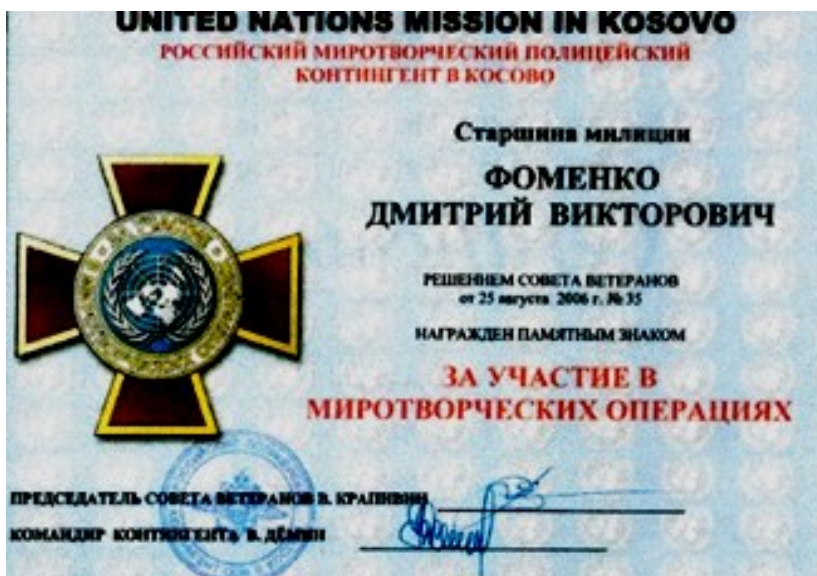 UNITED NATIONS MISSION IN KOSOVO
РОССИЙСКИЙ МИРОТВОРЧЕСКИЙ ПОЛИЦЕЙСКИЙ
КОНТИНГЕНТ В КОСОВО
Старшина милиции
ФОМЕНКО
ДМИТРИЙ ВИКТОРОВИЧ
РЕШЕНИЕМ СОВЕТА ВЕТЕРАНОВ
от 25 августа 2006 г. № 35
НАГРАЖДЕН ПАМЯТНЫМ ЗНАКОМ
ЗА УЧАСТИЕ В
МИРОТВОРЧЕСКИХ ОПЕРАЦИЯХ
ПРЕДСЕДАТЕЛЬ СОВЕТА ВЕТЕРАНОВ В. КРАПИВИН
КОМАНДИР КОНТИНГЕНТА В. ДЁМИН